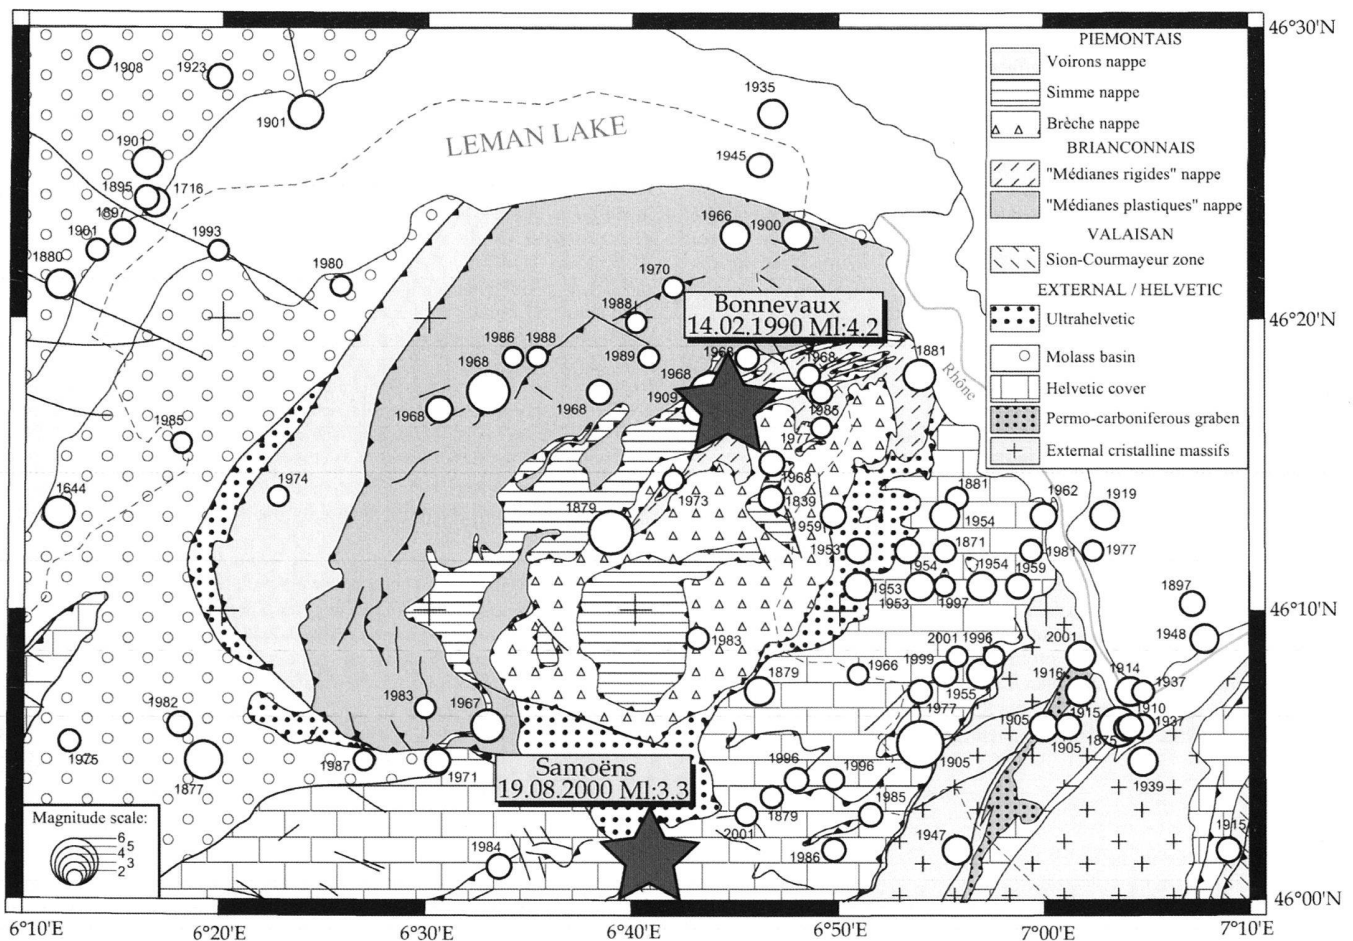 46°30'N
PIEMONTAIS
Voirons nappe
Simme nappe
Brèche nappe
BRIANCONNAIS
"Médianes rigides" nappe
"Médianes plastiques" nappe
VALAISAN
Sion-Courmayeur zone
EXTERNAL / HELVETIC
Ultrahelvetic
Molass basin
Helvetic cover
Permo-carboniferous graben
External cristalline massifs
1908
1923
1901
1935
LEMAN LAKE
1901
1945
1895
1716
1897
1901
1993
1966
1900
1880
1980
1970
Bonnevaux
14.02.1990 Ml:4.2
1988
46°20'N
1986
1988
1989
1968
1968
1881
1968
1968
Rhône
1968
1968
1909
1985
1985
1977
1974
1973
1968
1881
1962
1919
1644
1839
1879
1959
1954
1953
1871
1981
1977
1954
1954
1959
1953
1953
1997
1897
46°10'N
1983
2001
1996
2001
1948
1879
1966
1999
1916
1914
1937
1983
1967
1955
1977
1982
1910
1905
1915
1937
1905
1875
1975
1987
1971
1877
1905
1939
Samoëns
19.08.2000 Ml:3.3
1996
1996
1985
1879
2001
1947
1915
1986
1984
Magnitude scale:
6
5
4
3
2
46°00'N
6°10'E
6°20'E
6°30'E
6°40'E
6°50'E
7°00'E
7°10'E